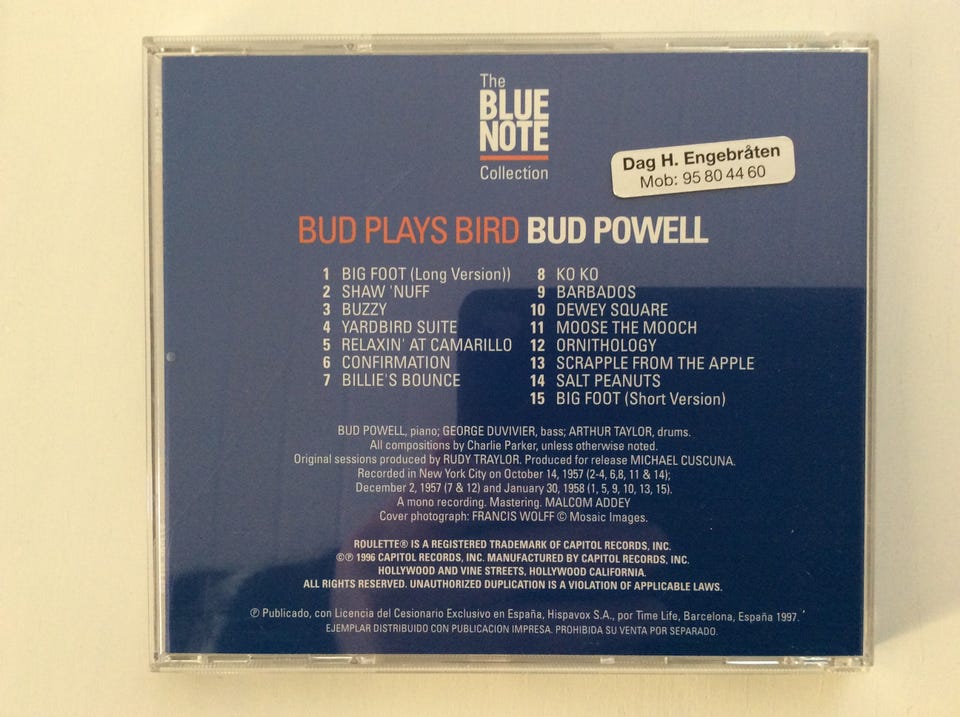 The
BLUE
NOTE
Collection
Dag H. Engebråten
Mob: 95 80 44 60
BUD PLAYS BIRD BUD POWELL
1 BIG FOOT (Long Version))
2 SHAW 'NUFF
3 BUZZY
4 YARDBIRD SUITE
5 RELAXIN' AT CAMARILLO
6 CONFIRMATION
7 BILLIE'S BOUNCE
8 KO KO
9 BARBADOS
10 DEWEY SQUARE
11 MOOSE THE MOOCH
12 ORNITHOLOGY
13 SCRAPPLE FROM THE APPLE
14 SALT PEANUTS
15 BIG FOOT (Short Version)
BUD POWELL, piano; GEORGE DUVIVIER, bass; ARTHUR TAYLOR, drums.
All compositions by Charlie Parker, unless otherwise noted.
Original sessions produced by RUDY TRAYLOR. Produced for release MICHAEL CUSCUNA.
Recorded in New York City on October 14, 1957 (2-4, 6,8, 11 & 14);
December 2, 1957 (7 & 12) and January 30, 1958 (1, 5, 9, 10, 13, 15).
A mono recording. Mastering. MALCOM ADDEY
Cover photograph: FRANCIS WOLFF © Mosaic Images.
ROULETTE® IS A REGISTERED TRADEMARK OF CAPITOL RECORDS, INC.
©℗ 1996 CAPITOL RECORDS, INC. MANUFACTURED BY CAPITOL RECORDS, INC.
HOLLYWOOD AND VINE STREETS, HOLLYWOOD CALIFORNIA.
ALL RIGHTS RESERVED. UNAUTHORIZED DUPLICATION IS A VIOLATION OF APPLICABLE LAWS.
℗ Publicado, con Licencia del Cesionario Exclusivo en España, Hispavox S.A., por Time Life, Barcelona, España 1997.
EJEMPLAR DISTRIBUIDO CON PUBLICACION IMPRESA. PROHIBIDA SU VENTA POR SEPARADO.